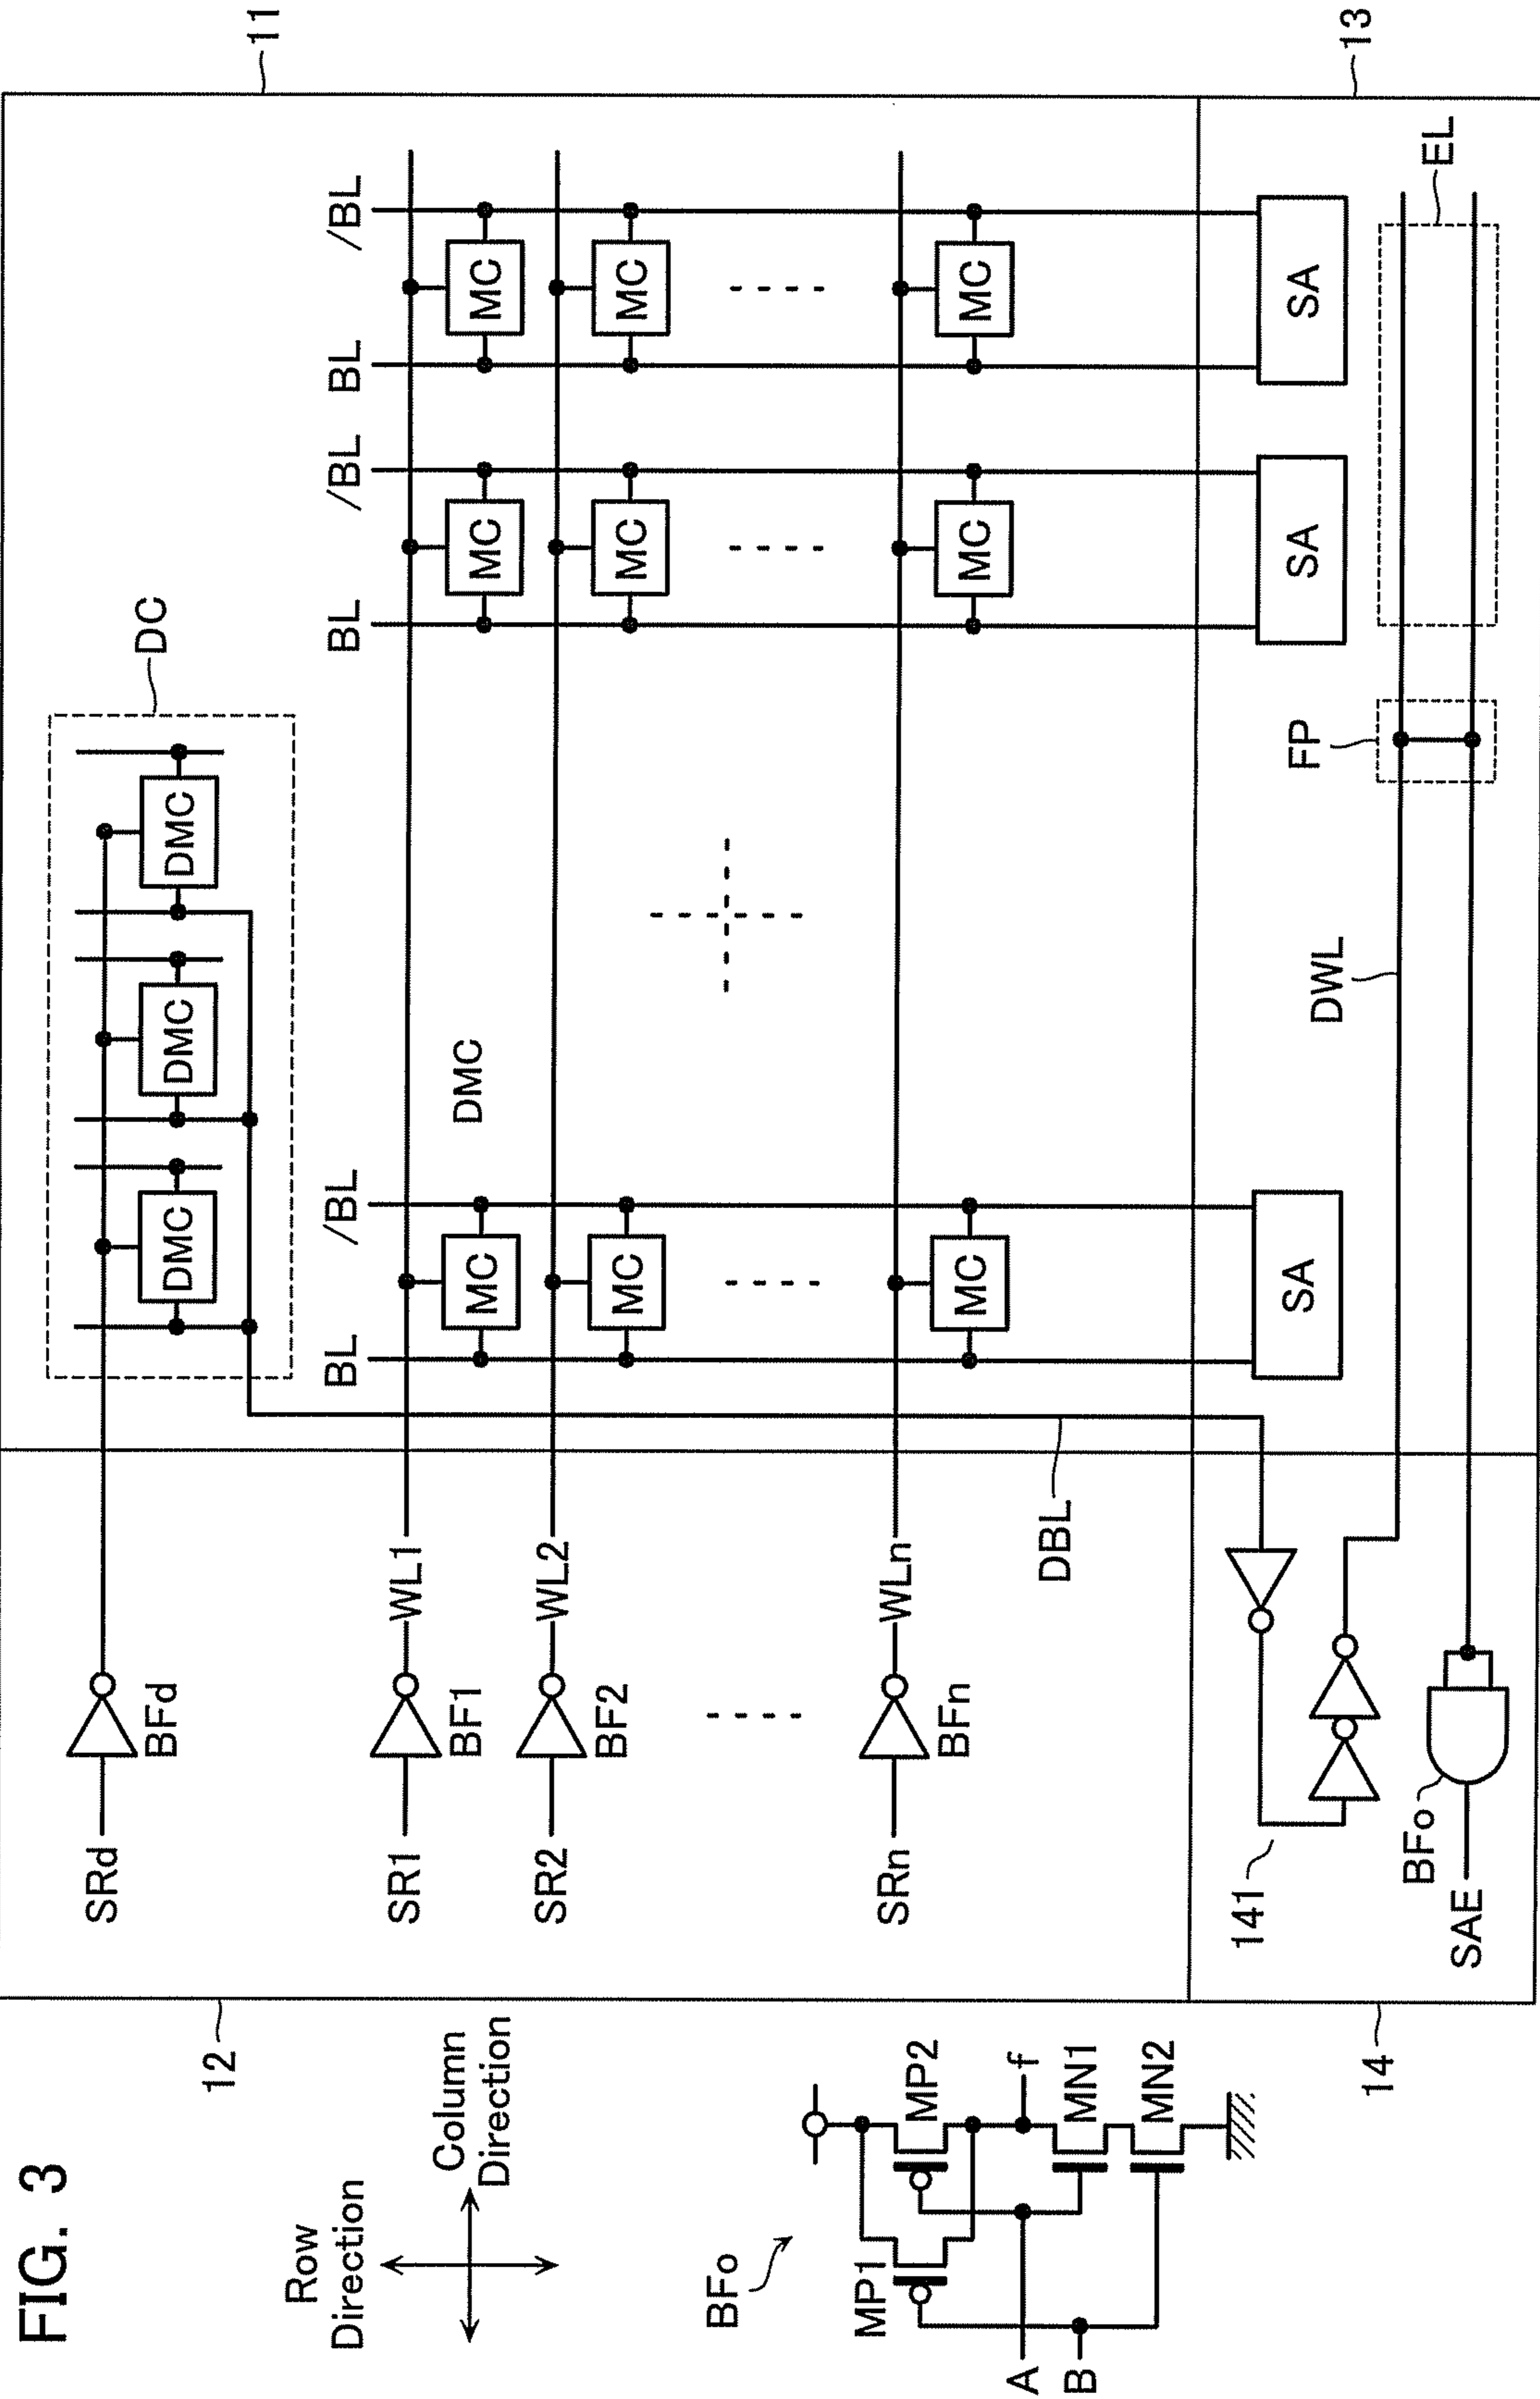 FIG. 3
Row
Direction
Column
Direction
12
11
SRd
BFd
DMC
DMC
DMC
DC
BL
/BL
BL
/BL
BL
/BL
SR1
BF1
WL1
MC
DMC
MC
MC
SR2
BF2
WL2
MC
MC
MC
SRn
BFn
WLn
MC
MC
MC
DBL
BFo
MP1
MP2
f
A
MN1
B
MN2
141
SA
SA
SA
DWL
FP
EL
BFo
SAE
14
13